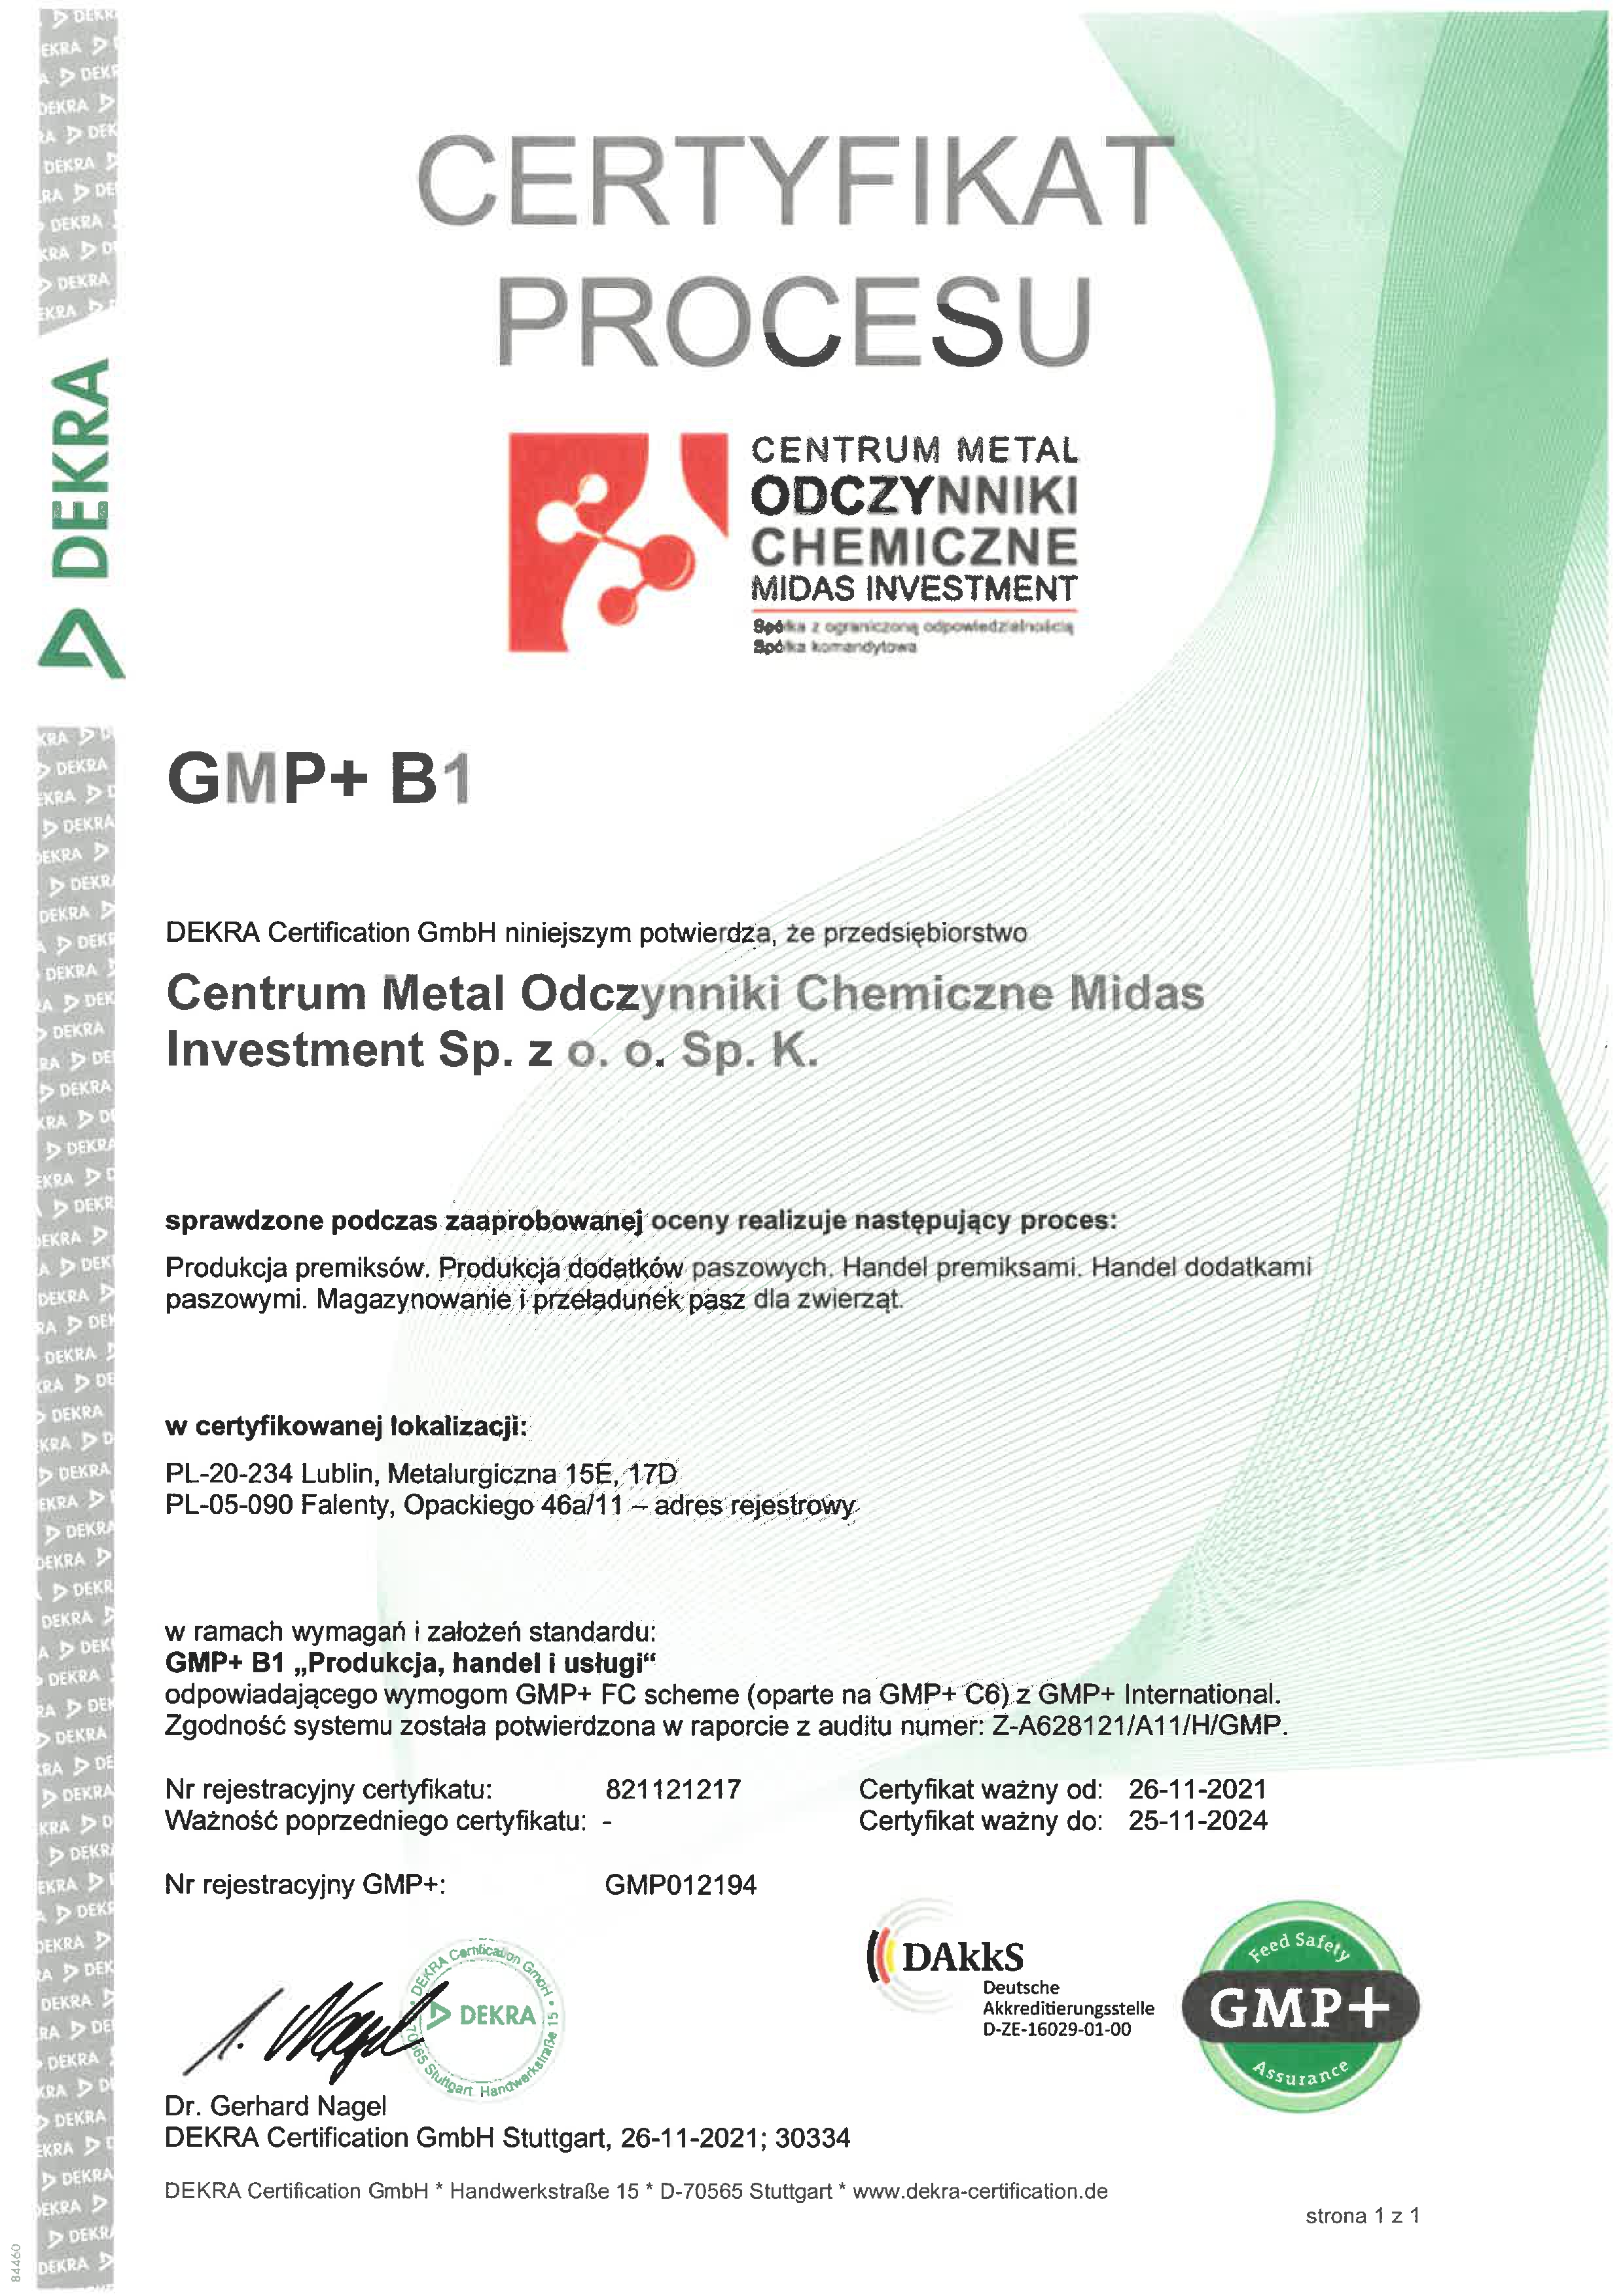 CERTYFIKAT
PROCESU
DEKRA
CENTRUM METAL
ODCZYNNIKI
CHEMICZNE
MIDAS INVESTMENT
Spółka z ograniczoną odpowiedzialnością
Spółka komandytowa
GMP+ B1
DEKRA Certification GmbH niniejszym potwierdza, że przedsiębiorstwo
Centrum Metal Odczynniki Chemiczne Midas
Investment Sp. z o. o. Sp. K.
sprawdzone podczas zaaprobowanej oceny realizuje następujący proces:
Produkcja premiksów. Produkcja dodatków paszowych. Handel premiksami. Handel dodatkami
paszowymi. Magazynowanie i przeładunek pasz dla zwierząt.
w certyfikowanej lokalizacji:
PL-20-234 Lublin, Metalurgiczna 15E, 17D
PL-05-090 Falenty, Opackiego 46a/11 – adres rejestrowy
w ramach wymagań i założeń standardu:
GMP+ B1 „Produkcja, handel i usługi“
odpowiadającego wymogom GMP+ FC scheme (oparte na GMP+ C6) z GMP+ International.
Zgodność systemu została potwierdzona w raporcie z auditu numer: Z-A628121/A11/H/GMP.
Nr rejestracyjny certyfikatu: 821121217 Certyfikat ważny od: 26-11-2021
Ważność poprzedniego certyfikatu: - Certyfikat ważny do: 25-11-2024
Nr rejestracyjny GMP+: GMP012194
DEKRA Certification GmbH * 70565 Stuttgart Handwerkstraße 15 *
DEKRA
DAkkS
Deutsche
Akkreditierungsstelle
D-ZE-16029-01-00
Feed Safety
GMP+
Assurance
Dr. Gerhard Nagel
DEKRA Certification GmbH Stuttgart, 26-11-2021; 30334
DEKRA Certification GmbH * Handwerkstraße 15 * D-70565 Stuttgart * www.dekra-certification.de
strona 1 z 1
84460